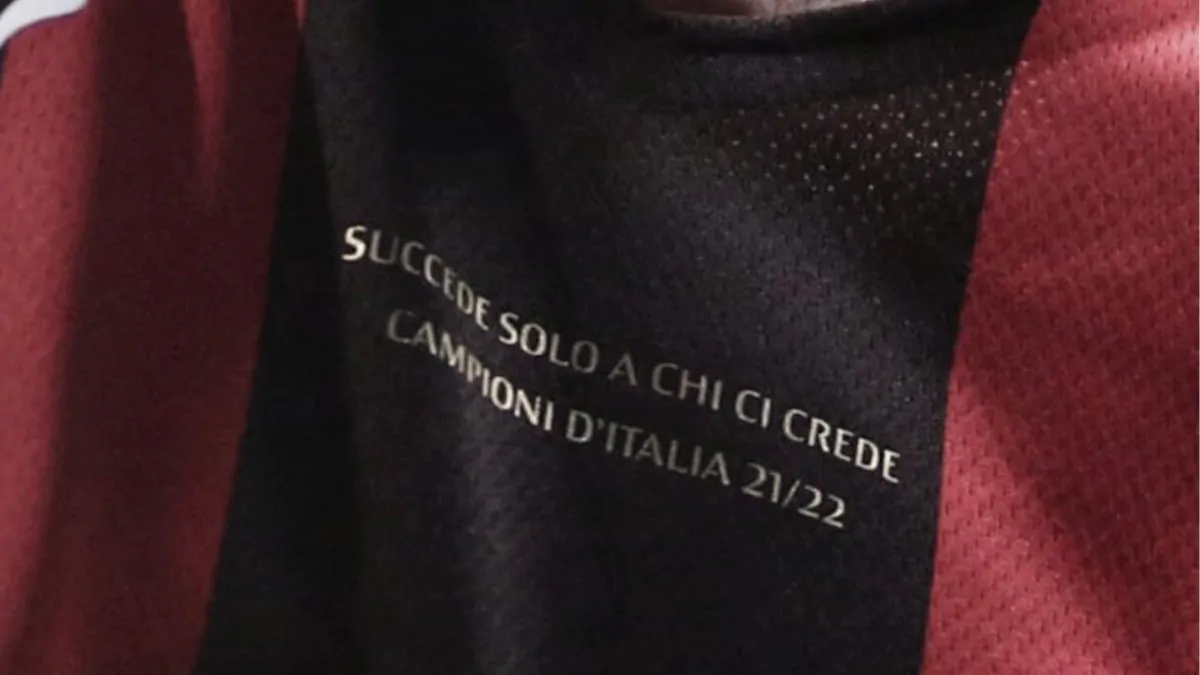 SUCCEDE SOLO A CHI CI CREDE
CAMPIONI D'ITALIA 21/22